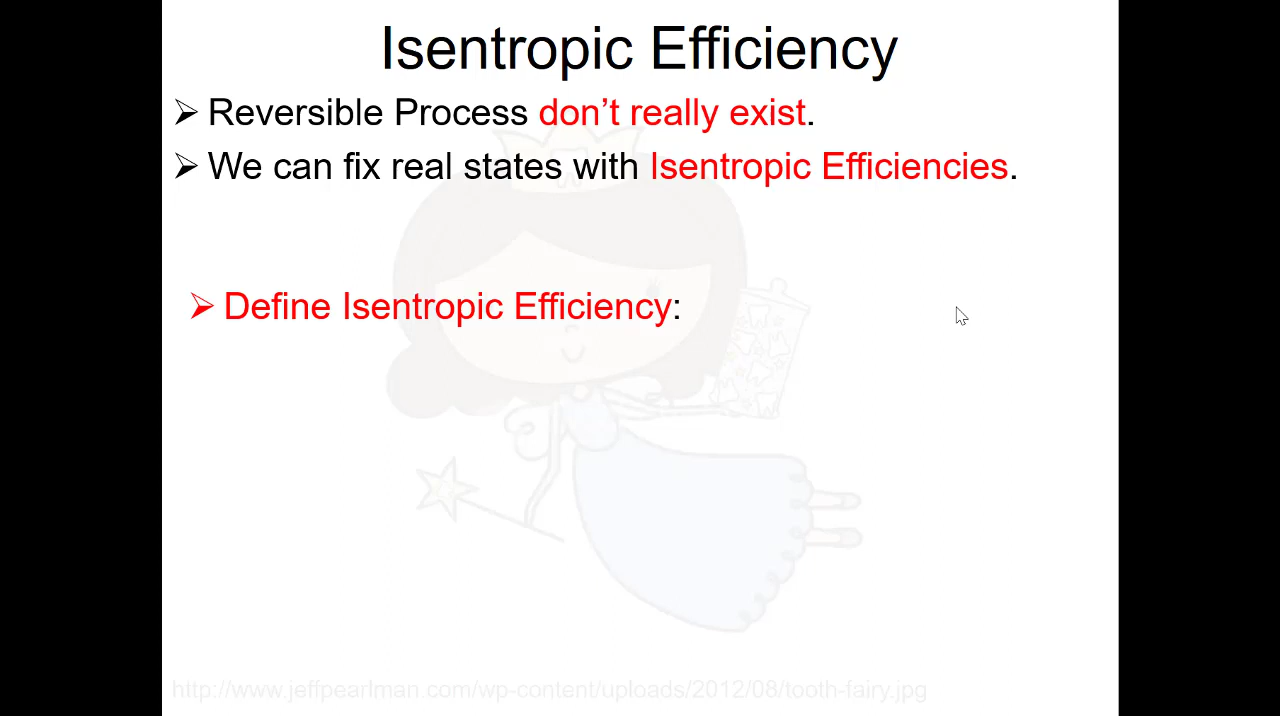 Isentropic Efficiency
➢ Reversible Process don't really exist.
➢ We can fix real states with Isentropic Efficiencies.
➢ Define Isentropic Efficiency:
http://www.jeffpearlman.com/wp-content/uploads/2012/08/tooth-fairy.jpg